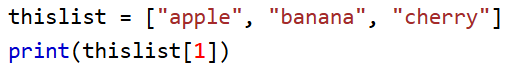 thislist = ["apple", "banana", "cherry"]
print(thislist[1])